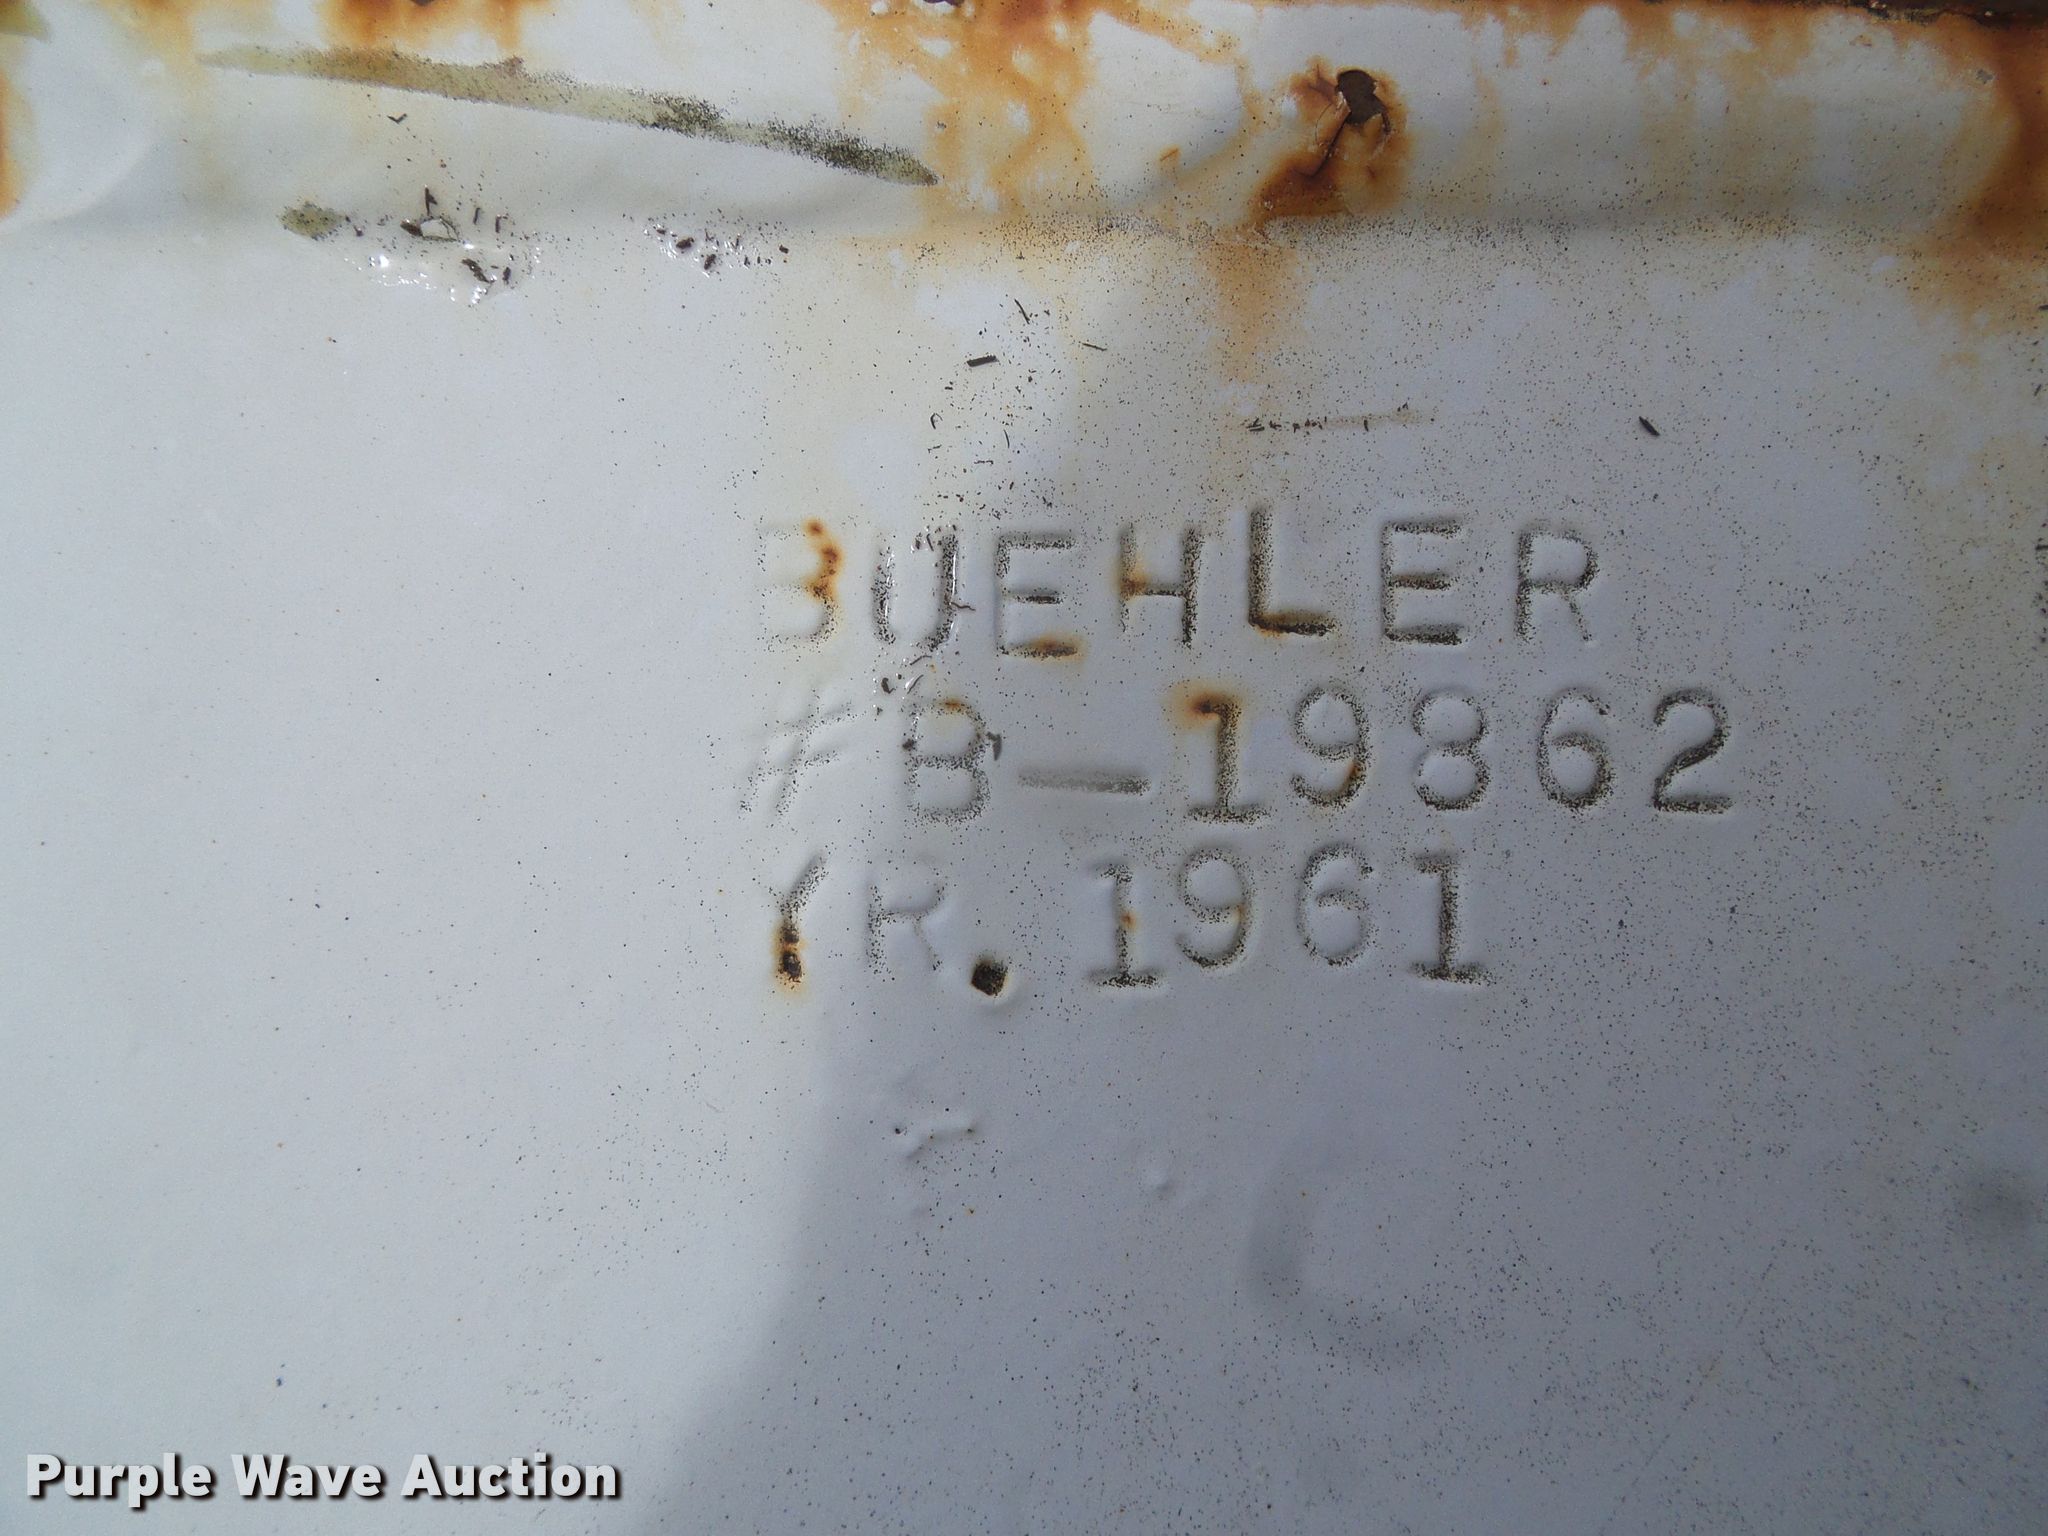 BUEHLER
#B-19862
YR. 1961
Purple Wave Auction